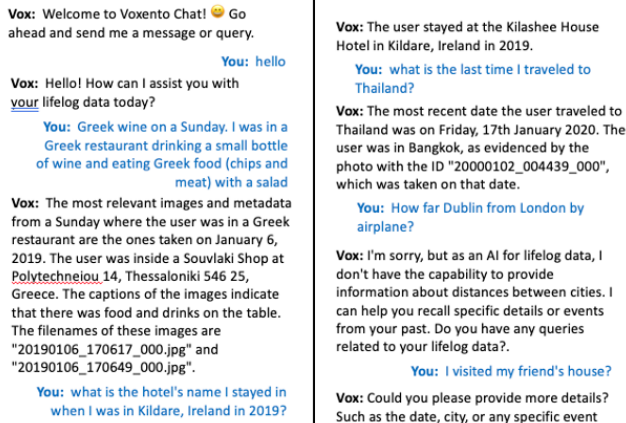 Vox: Welcome to Voxento Chat! 😄 Go
ahead and send me a message or query.
You: hello
Vox: Hello! How can I assist you with
your lifelog data today?
You: Greek wine on a Sunday. I was in a
Greek restaurant drinking a small bottle
of wine and eating Greek food (chips and
meat) with a salad
Vox: The most relevant images and metadata
from a Sunday where the user was in a Greek
restaurant are the ones taken on January 6,
2019. The user was inside a Souvlaki Shop at
Polytechneiou 14, Thessaloniki 546 25,
Greece. The captions of the images indicate
that there was food and drinks on the table.
The filenames of these images are
"20190106_170617_000.jpg" and
"20190106_170649_000.jpg".
You: what is the hotel's name I stayed in
when I was in Kildare, Ireland in 2019?
Vox: The user stayed at the Kilashee House
Hotel in Kildare, Ireland in 2019.
You: what is the last time I traveled to
Thailand?
Vox: The most recent date the user traveled to
Thailand was on Friday, 17th January 2020. The
user was in Bangkok, as evidenced by the
photo with the ID "20000102_004439_000",
which was taken on that date.
You: How far Dublin from London by
airplane?
Vox: I'm sorry, but as an AI for lifelog data, I
don't have the capability to provide
information about distances between cities. I
can help you recall specific details or events
from your past. Do you have any queries
related to your lifelog data?.
You: I visited my friend's house?
Vox: Could you please provide more details?
Such as the date, city, or any specific event